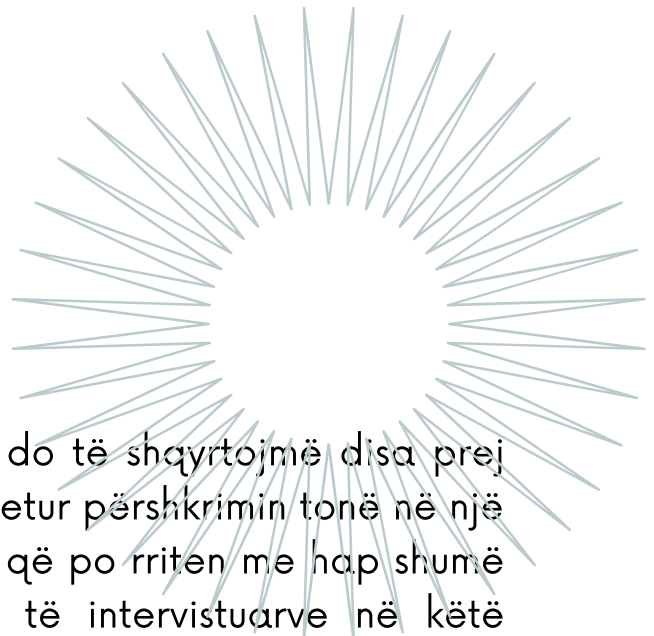 do të shqyrtojmë disa prej
etur përshkrimin tonë në një
që po rriten me hap shumë
të intervistuarve në këtë